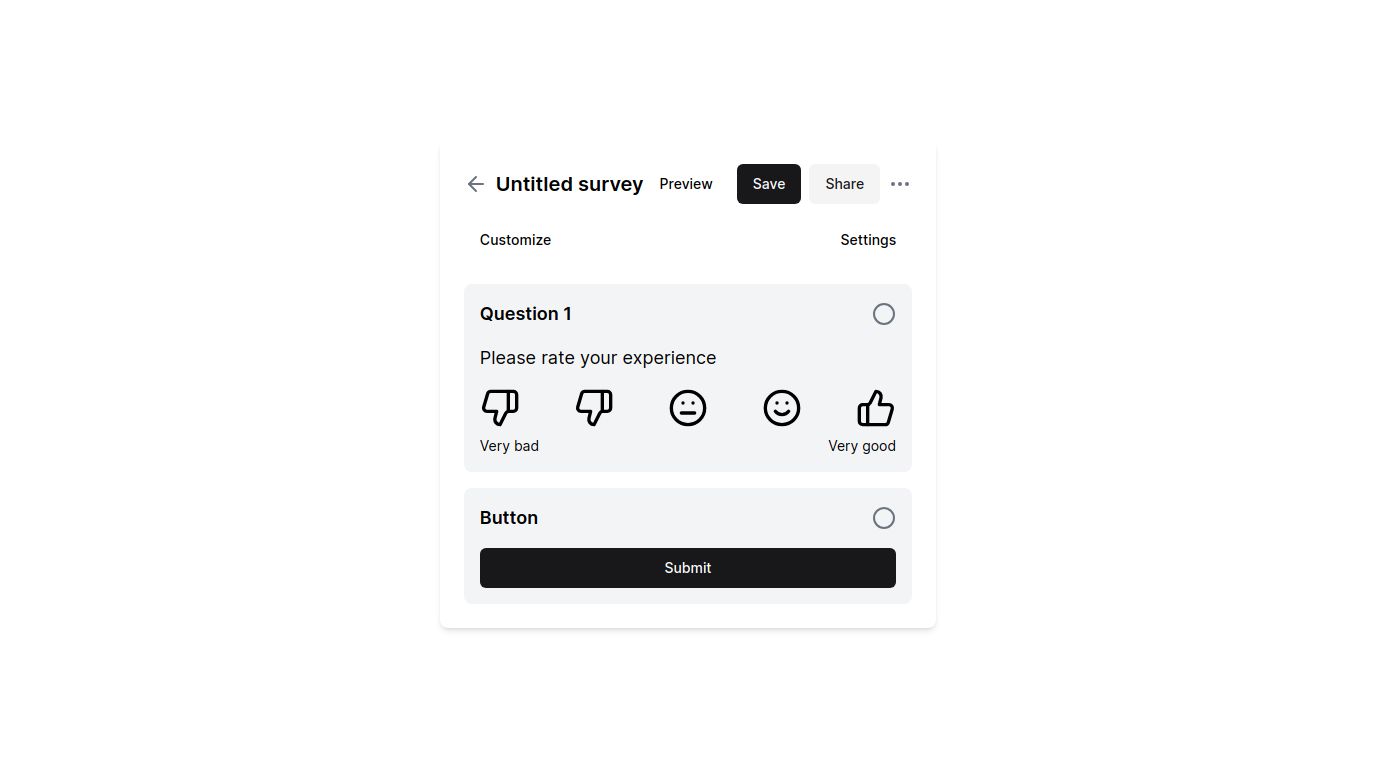 Untitled survey Preview Save Share
Customize Settings
Question 1
Please rate your experience
Very bad Very good
Button
Submit